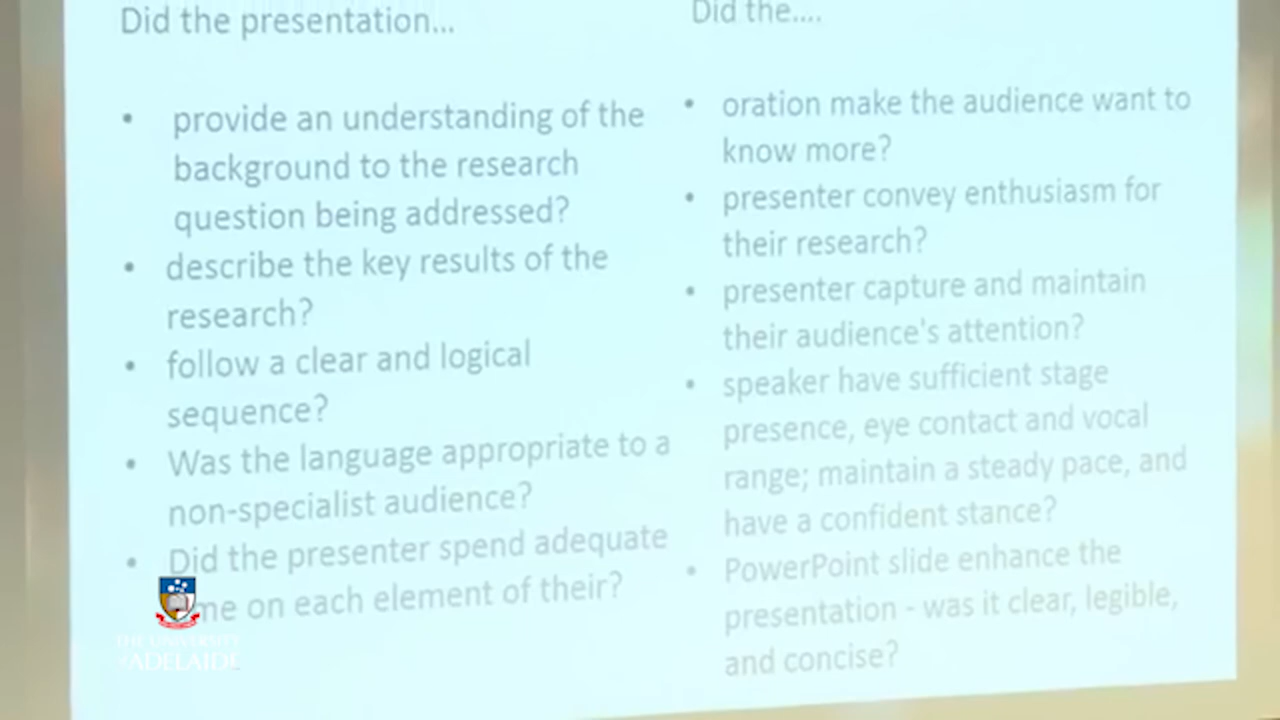 Did the presentation...
• provide an understanding of the
background to the research
question being addressed?
• describe the key results of the
research?
• follow a clear and logical
sequence?
• Was the language appropriate to a
non-specialist audience?
• Did the presenter spend adequate
me on each element of their?
Did the....
• oration make the audience want to
know more?
• presenter convey enthusiasm for
their research?
• presenter capture and maintain
their audience's attention?
• speaker have sufficient stage
presence, eye contact and vocal
range; maintain a steady pace, and
have a confident stance?
• PowerPoint slide enhance the
presentation - was it clear, legible,
and concise?
THE UNIVERSITY
of ADELAIDE